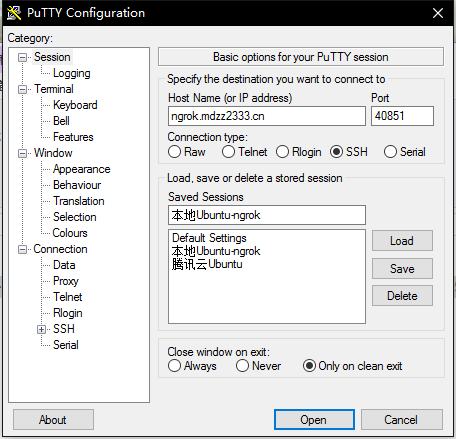 PuTTY Configuration
Category:
Session
Logging
Terminal
Keyboard
Bell
Features
Window
Appearance
Behaviour
Translation
Selection
Colours
Connection
Data
Proxy
Telnet
Rlogin
SSH
Serial
Basic options for your PuTTY session
Specify the destination you want to connect to
Host Name (or IP address) Port
ngrok.mdzz2333.cn 40851
Connection type:
Raw Telnet Rlogin SSH Serial
Load, save or delete a stored session
Saved Sessions
本地Ubuntu-ngrok
Default Settings
本地Ubuntu-ngrok
腾讯云Ubuntu
Load
Save
Delete
Close window on exit:
Always Never Only on clean exit
About Open Cancel